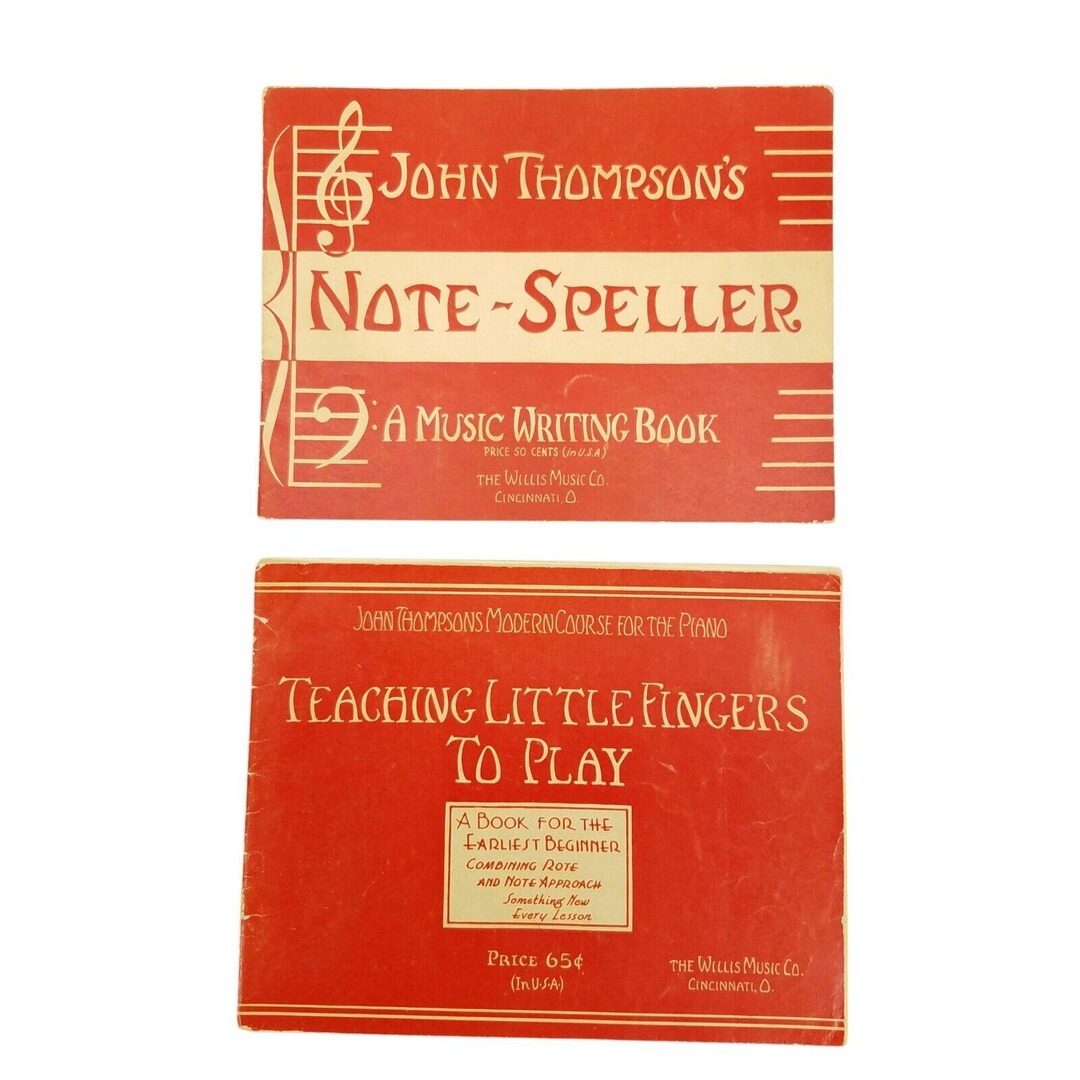 JOHN THOMPSON'S
NOTE-SPELLER
A MUSIC WRITING BOOK
PRICE 50 CENTS (In U.S.A)
THE WILLIS MUSIC CO.
CINCINNATI, O.
JOHN THOMPSONS MODERN COURSE FOR THE PIANO
TEACHING LITTLE FINGERS
TO PLAY
A BOOK FOR THE
EARLIEST BEGINNER
COMBINING ROTE
AND NOTE APPROACH
Something New
Every Lesson
PRICE 65¢
(IN U.S.A.)
THE WILLIS MUSIC CO.
CINCINNATI, O.